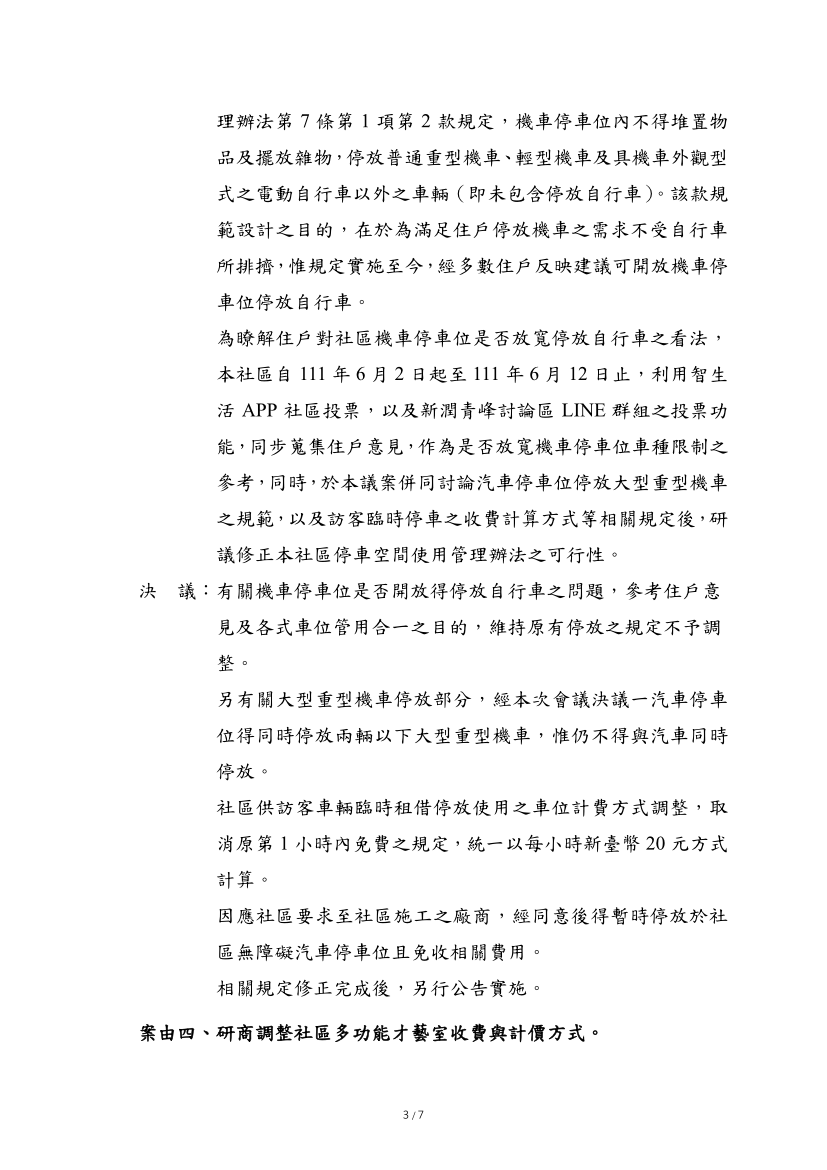 理辦法第 7 條第 1 項第 2 款規定，機車停車位內不得堆置物
品及擺放雜物，停放普通重型機車、輕型機車及具機車外觀型
式之電動自行車以外之車輛（即未包含停放自行車）。該款規
範設計之目的，在於為滿足住戶停放機車之需求不受自行車
所排擠，惟規定實施至今，經多數住戶反映建議可開放機車停
車位停放自行車。
為瞭解住戶對社區機車停車位是否放寬停放自行車之看法，
本社區自 111 年 6 月 2 日起至 111 年 6 月 12 日止，利用智生
活 APP 社區投票，以及新潤青峰討論區 LINE 群組之投票功
能，同步蒐集住戶意見，作為是否放寬機車停車位車種限制之
參考，同時，於本議案併同討論汽車停車位停放大型重型機車
之規範，以及訪客臨時停車之收費計算方式等相關規定後，研
議修正本社區停車空間使用管理辦法之可行性。
決　議：有關機車停車位是否開放得停放自行車之問題，參考住戶意
見及各式車位管用合一之目的，維持原有停放之規定不予調
整。
另有關大型重型機車停放部分，經本次會議決議一汽車停車
位得同時停放兩輛以下大型重型機車，惟仍不得與汽車同時
停放。
社區供訪客車輛臨時租借停放使用之車位計費方式調整，取
消原第 1 小時內免費之規定，統一以每小時新臺幣 20 元方式
計算。
因應社區要求至社區施工之廠商，經同意後得暫時停放於社
區無障礙汽車停車位且免收相關費用。
相關規定修正完成後，另行公告實施。
案由四、研商調整社區多功能才藝室收費與計價方式。
3 / 7